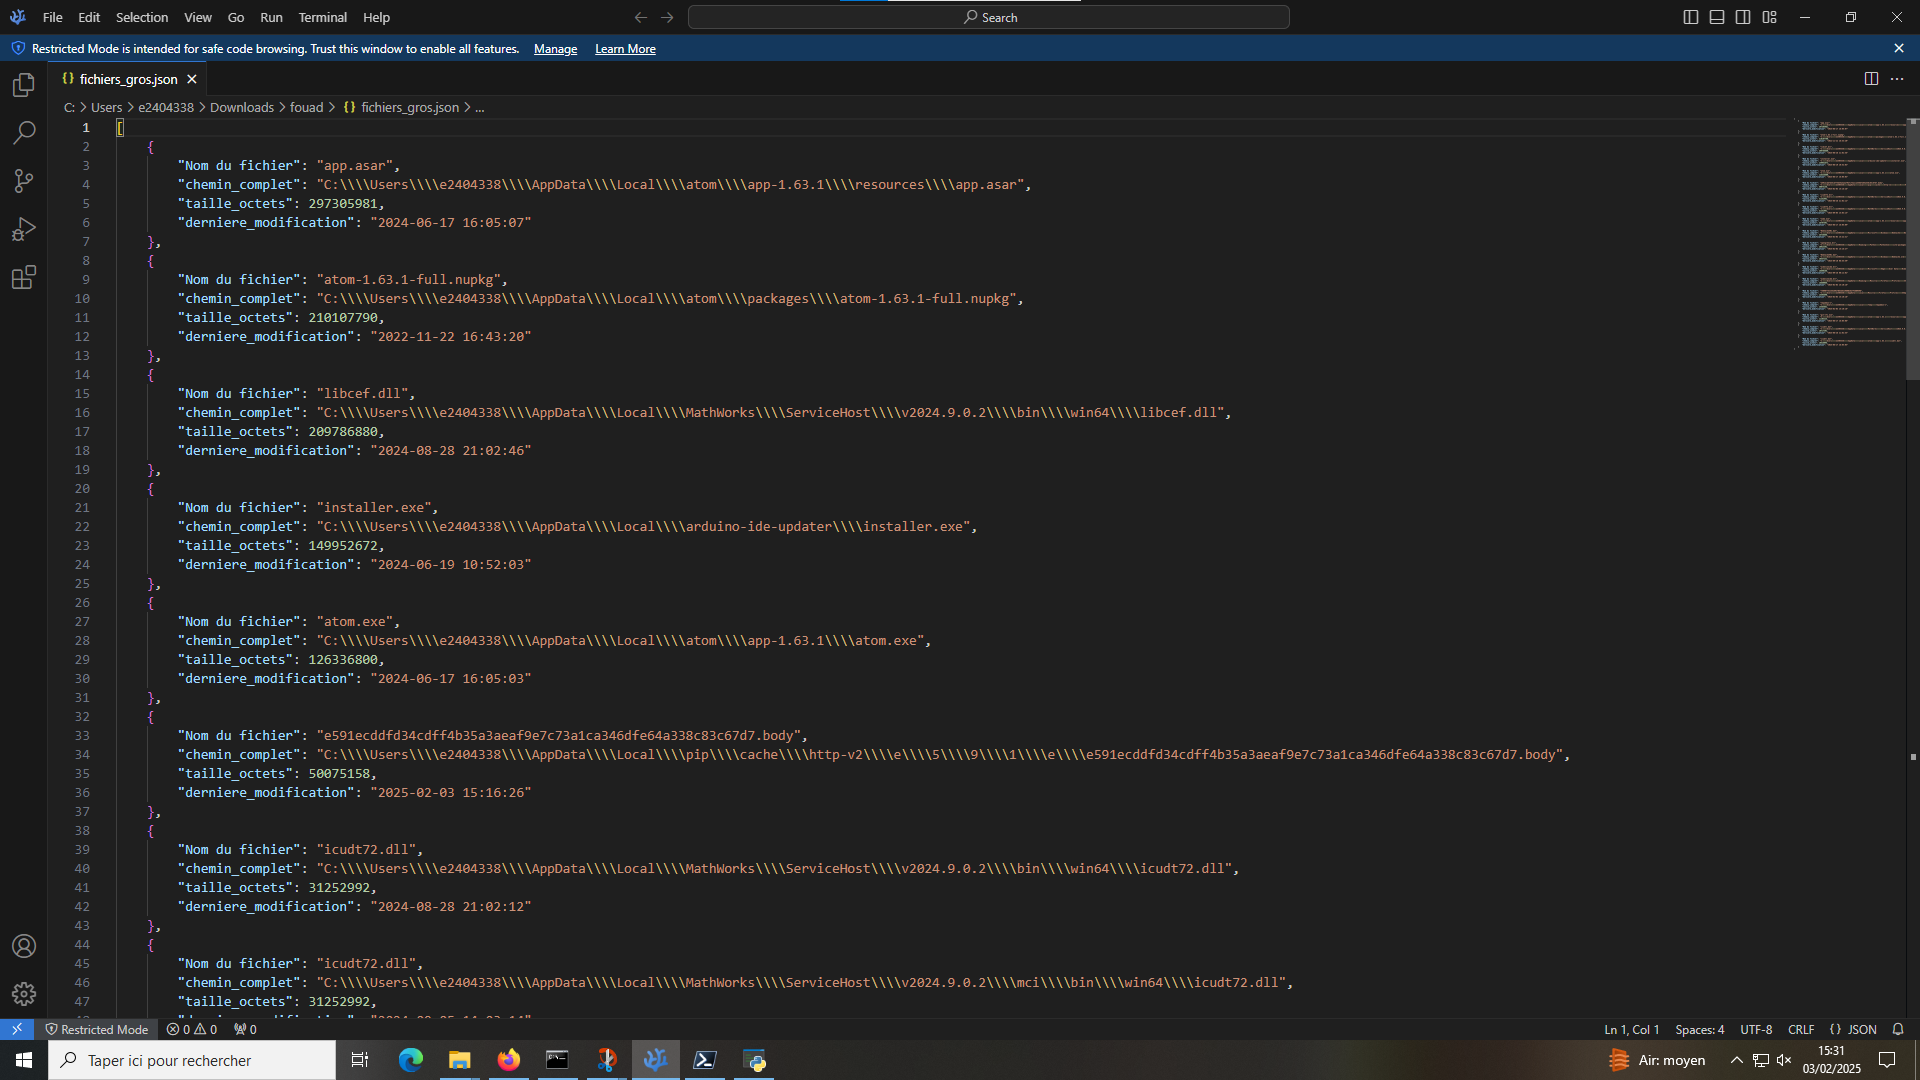 File Edit Selection View Go Run Terminal Help
Search
Restricted Mode is intended for safe code browsing. Trust this window to enable all features. Manage Learn More
{} fichiers_gros.json
C: > Users > e2404338 > Downloads > fouad > {} fichiers_gros.json > ...
1 [
2 {
3 "Nom du fichier": "app.asar",
4 "chemin_complet": "C:\\\\Users\\\\e2404338\\\\AppData\\\\Local\\\\atom\\\\app-1.63.1\\\\resources\\\\app.asar",
5 "taille_octets": 297305981,
6 "derniere_modification": "2024-06-17 16:05:07"
7 },
8 {
9 "Nom du fichier": "atom-1.63.1-full.nupkg",
10 "chemin_complet": "C:\\\\Users\\\\e2404338\\\\AppData\\\\Local\\\\atom\\\\packages\\\\atom-1.63.1-full.nupkg",
11 "taille_octets": 210107790,
12 "derniere_modification": "2022-11-22 16:43:20"
13 },
14 {
15 "Nom du fichier": "libcef.dll",
16 "chemin_complet": "C:\\\\Users\\\\e2404338\\\\AppData\\\\Local\\\\MathWorks\\\\ServiceHost\\\\v2024.9.0.2\\\\bin\\\\win64\\\\libcef.dll",
17 "taille_octets": 209786880,
18 "derniere_modification": "2024-08-28 21:02:46"
19 },
20 {
21 "Nom du fichier": "installer.exe",
22 "chemin_complet": "C:\\\\Users\\\\e2404338\\\\AppData\\\\Local\\\\arduino-ide-updater\\\\installer.exe",
23 "taille_octets": 149952672,
24 "derniere_modification": "2024-06-19 10:52:03"
25 },
26 {
27 "Nom du fichier": "atom.exe",
28 "chemin_complet": "C:\\\\Users\\\\e2404338\\\\AppData\\\\Local\\\\atom\\\\app-1.63.1\\\\atom.exe",
29 "taille_octets": 126336800,
30 "derniere_modification": "2024-06-17 16:05:03"
31 },
32 {
33 "Nom du fichier": "e591ecddfd34cdff4b35a3aeaf9e7c73a1ca346dfe64a338c83c67d7.body",
34 "chemin_complet": "C:\\\\Users\\\\e2404338\\\\AppData\\\\Local\\\\pip\\\\cache\\\\http-v2\\\\e\\\\5\\\\9\\\\1\\\\e\\\\e591ecddfd34cdff4b35a3aeaf9e7c73a1ca346dfe64a338c83c67d7.body",
35 "taille_octets": 50075158,
36 "derniere_modification": "2025-02-03 15:16:26"
37 },
38 {
39 "Nom du fichier": "icudt72.dll",
40 "chemin_complet": "C:\\\\Users\\\\e2404338\\\\AppData\\\\Local\\\\MathWorks\\\\ServiceHost\\\\v2024.9.0.2\\\\bin\\\\win64\\\\icudt72.dll",
41 "taille_octets": 31252992,
42 "derniere_modification": "2024-08-28 21:02:12"
43 },
44 {
45 "Nom du fichier": "icudt72.dll",
46 "chemin_complet": "C:\\\\Users\\\\e2404338\\\\AppData\\\\Local\\\\MathWorks\\\\ServiceHost\\\\v2024.9.0.2\\\\mci\\\\bin\\\\win64\\\\icudt72.dll",
47 "taille_octets": 31252992,
Restricted Mode 0 0 0 Ln 1, Col 1 Spaces: 4 UTF-8 CRLF {} JSON
Taper ici pour rechercher
Air: moyen
15:31
03/02/2025